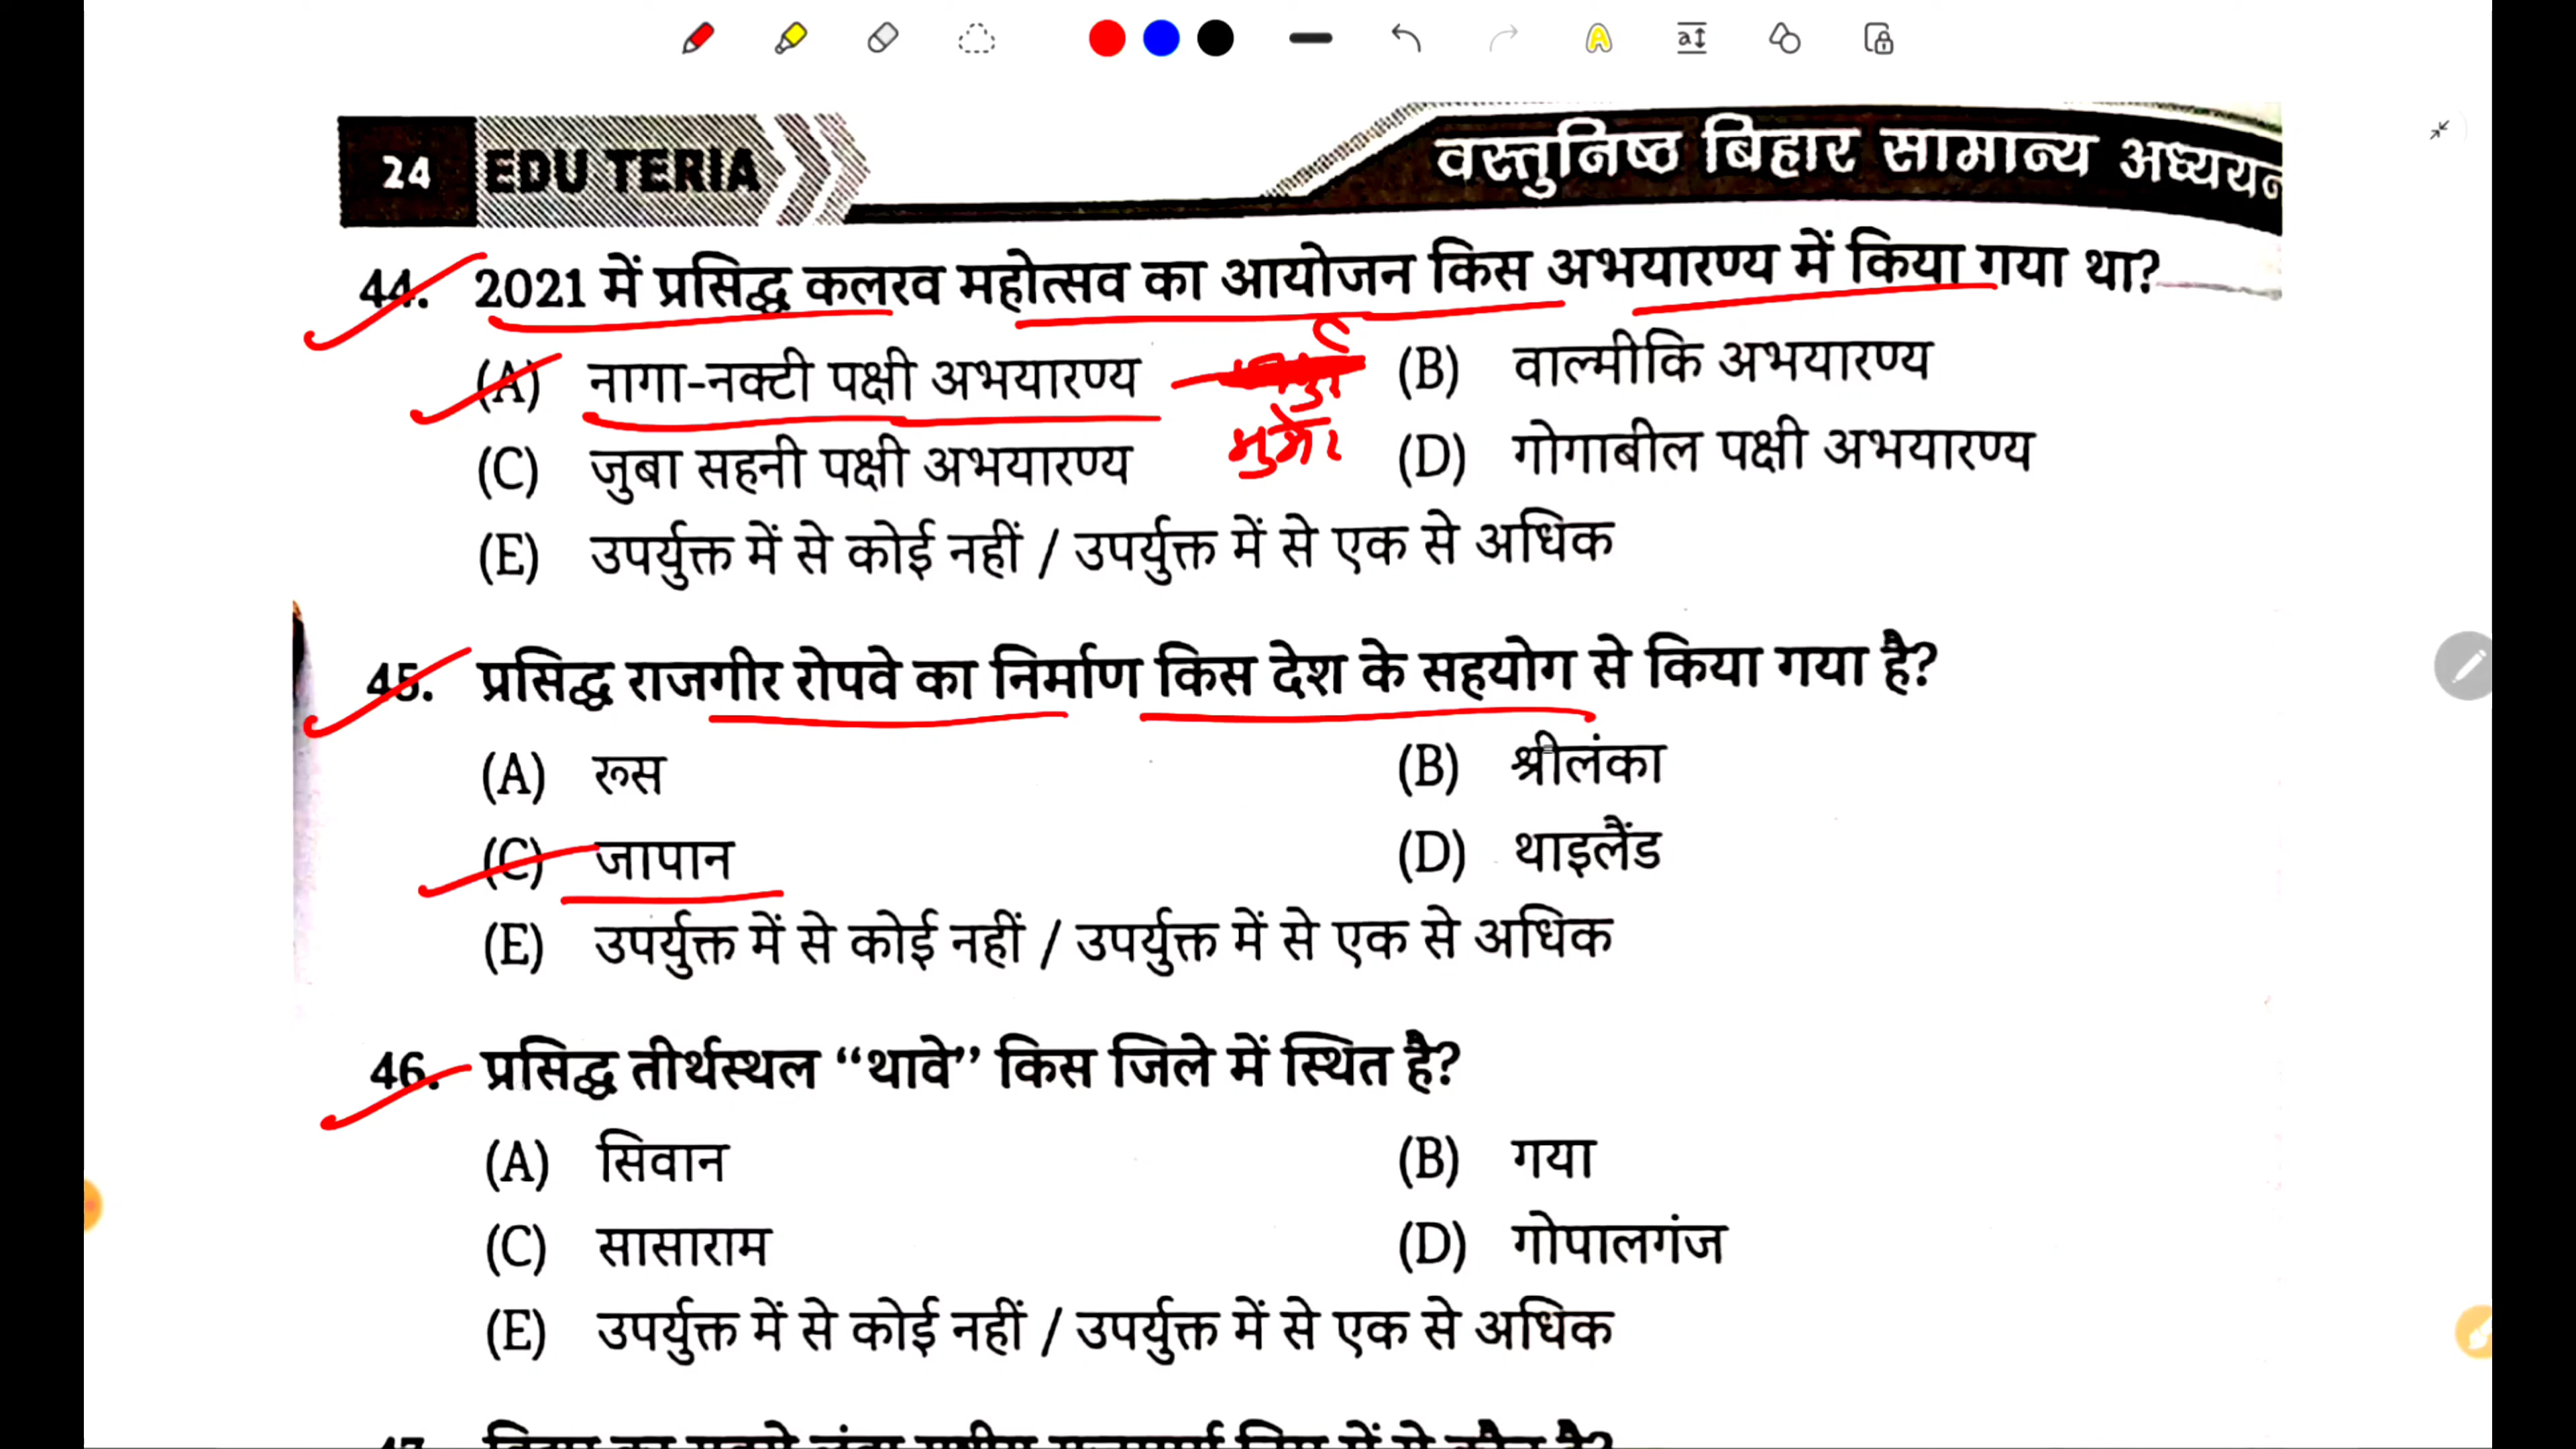 24 EDU TERIA वस्तुनिष्ठ बिहार सामान्य अध्ययन
44. 2021 में प्रसिद्ध कलरव महोत्सव का आयोजन किस अभयारण्य में किया गया था?
(A) नागा-नक्टी पक्षी अभयारण्य (B) वाल्मीकि अभयारण्य
(C) जुबा सहनी पक्षी अभयारण्य (D) गोगाबील पक्षी अभयारण्य
(E) उपर्युक्त में से कोई नहीं / उपर्युक्त में से एक से अधिक
45. प्रसिद्ध राजगीर रोपवे का निर्माण किस देश के सहयोग से किया गया है?
(A) रूस (B) श्रीलंका
(C) जापान (D) थाइलैंड
(E) उपर्युक्त में से कोई नहीं / उपर्युक्त में से एक से अधिक
46. प्रसिद्ध तीर्थस्थल “थावे” किस जिले में स्थित है?
(A) सिवान (B) गया
(C) सासाराम (D) गोपालगंज
(E) उपर्युक्त में से कोई नहीं / उपर्युक्त में से एक से अधिक